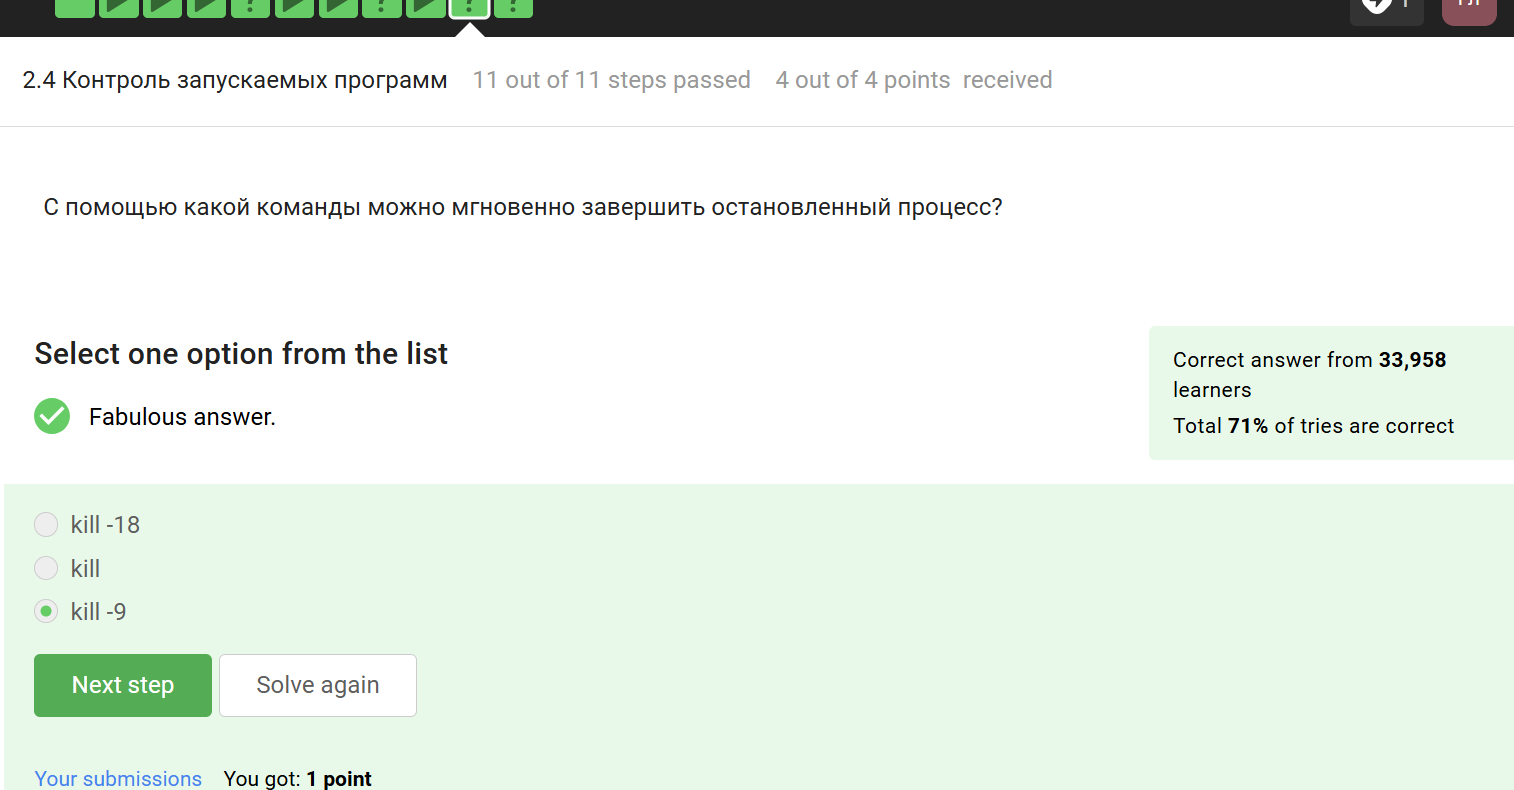 2.4 Контроль запускаемых программ 11 out of 11 steps passed 4 out of 4 points received
С помощью какой команды можно мгновенно завершить остановленный процесс?
Select one option from the list
Correct answer from 33,958
learners
Fabulous answer.
Total 71% of tries are correct
kill -18
kill
kill -9
Next step Solve again
Your submissions You got: 1 point